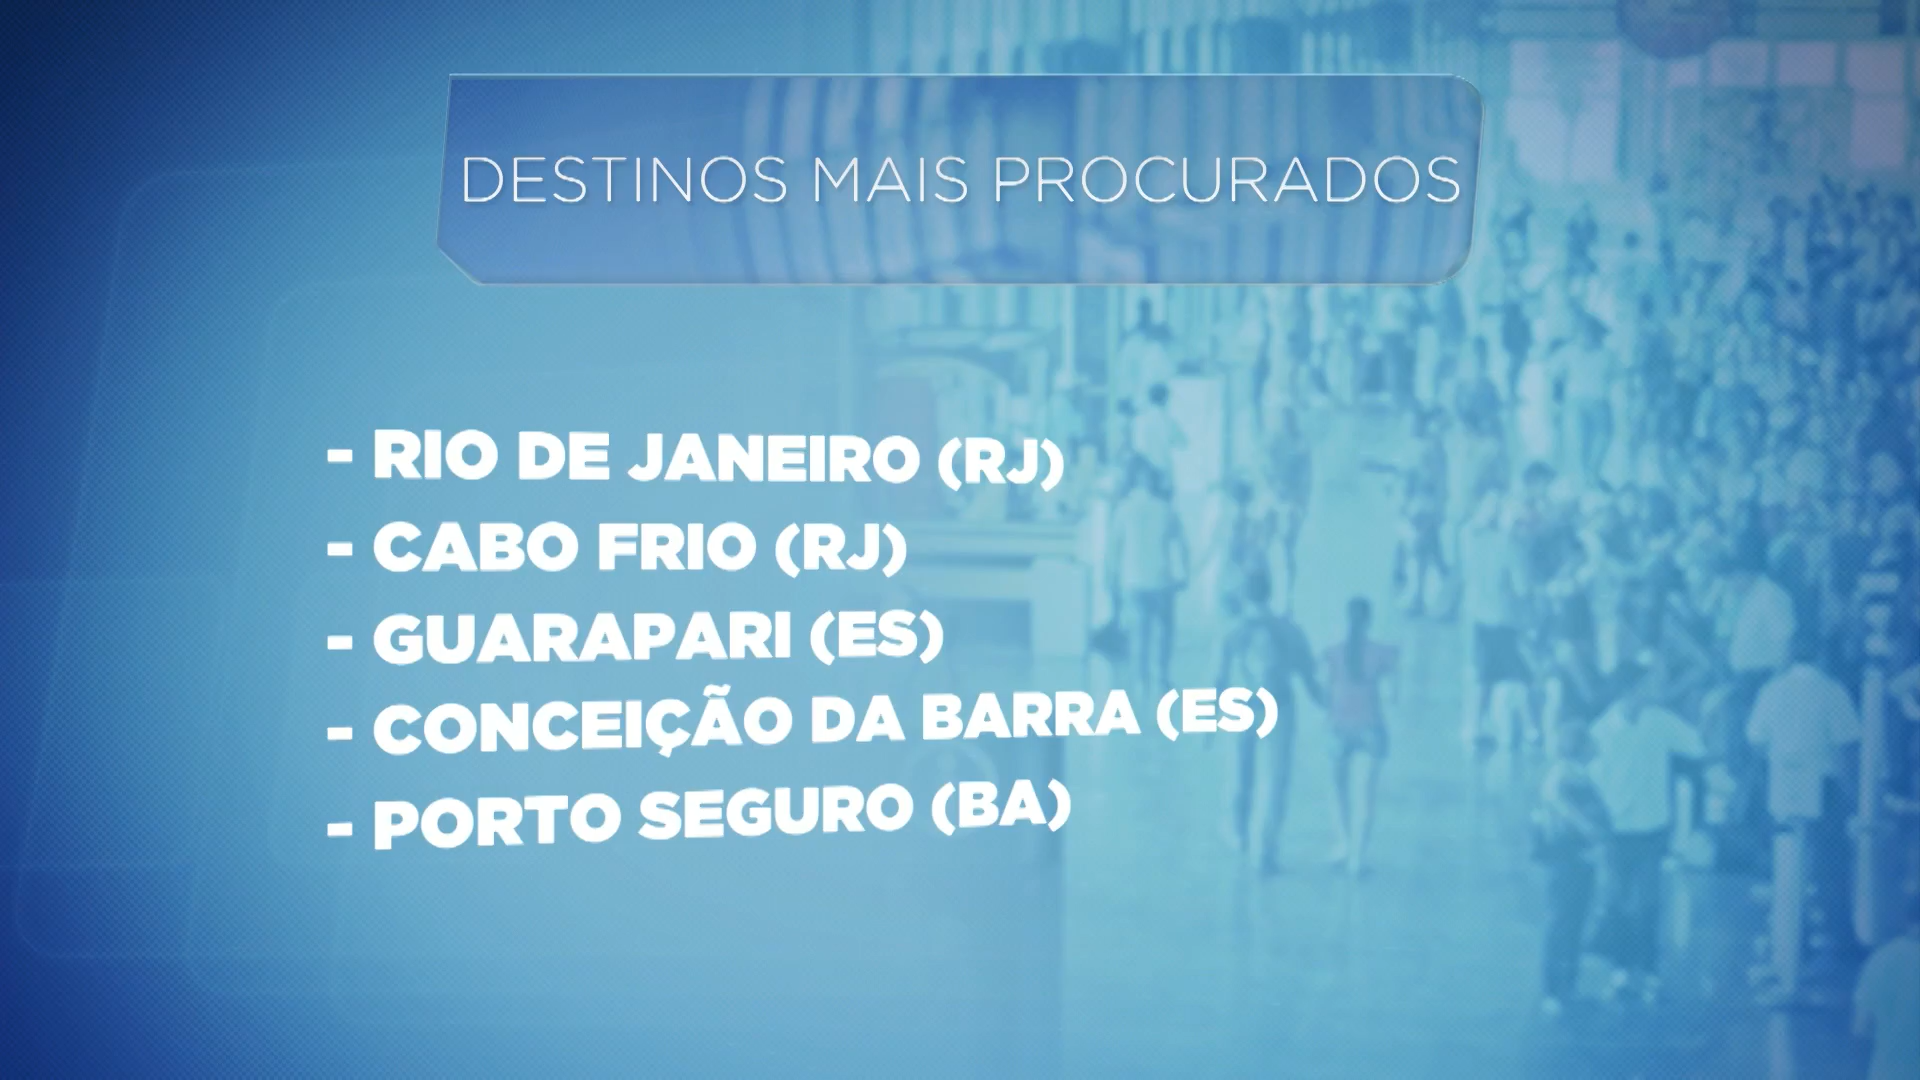 DESTINOS MAIS PROCURADOS
- RIO DE JANEIRO (RJ)
- CABO FRIO (RJ)
- GUARAPARI (ES)
- CONCEIÇÃO DA BARRA (ES)
- PORTO SEGURO (BA)